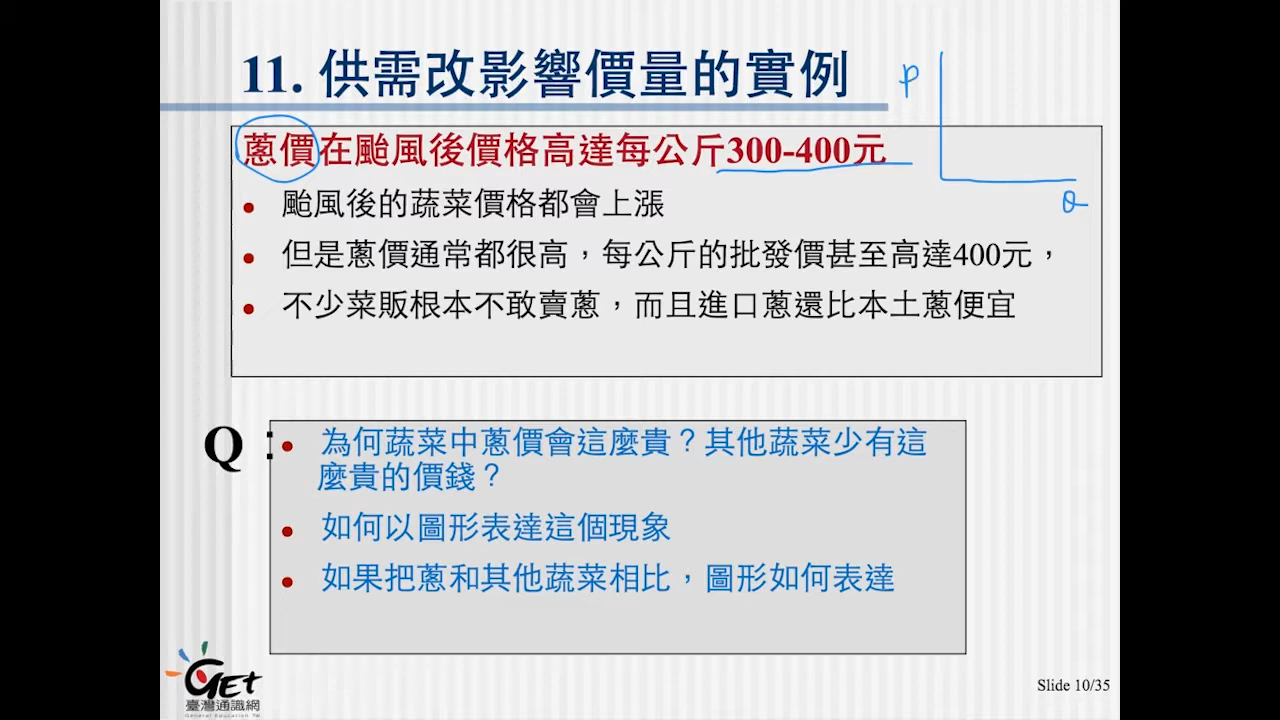 11. 供需改影響價量的實例
P
蔥價在颱風後價格高達每公斤300-400元
颱風後的蔬菜價格都會上漲
Q
但是蔥價通常都很高，每公斤的批發價甚至高達400元，
不少菜販根本不敢賣蔥，而且進口蔥還比本土蔥便宜
Q：
為何蔬菜中蔥價會這麼貴？其他蔬菜少有這
麼貴的價錢？
如何以圖形表達這個現象
如果把蔥和其他蔬菜相比，圖形如何表達
GET
臺灣通識網
General Education TW
Slide 10/35